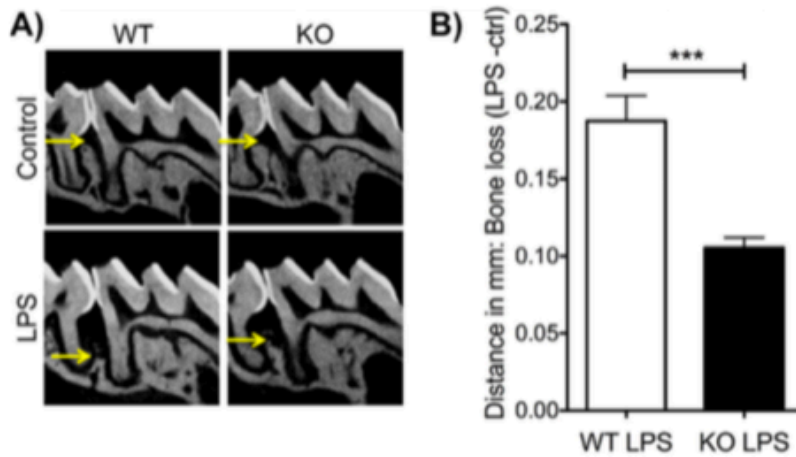 A)
WT
KO
Control
LPS
B)
Distance in mm: Bone loss (LPS -ctrl)
0.25
0.20
0.15
0.10
0.05
0.00
***
WT LPS
KO LPS